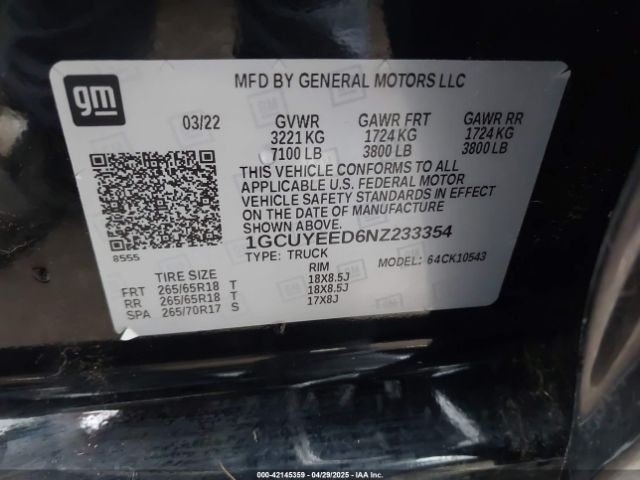 gm
MFD BY GENERAL MOTORS LLC
03/22 GVWR GAWR FRT GAWR RR
3221 KG 1724 KG 1724 KG
7100 LB 3800 LB 3800 LB
THIS VEHICLE CONFORMS TO ALL
APPLICABLE U.S. FEDERAL MOTOR
VEHICLE SAFETY STANDARDS IN EFFECT
ON THE DATE OF MANUFACTURE
SHOWN ABOVE.
1GCUYEED6NZ233354
8555
TYPE: TRUCK MODEL: 64CK10543
TIRE SIZE RIM
FRT 265/65R18 T 18X8.5J
RR 265/65R18 T 18X8.5J
SPA 265/70R17 S 17X8J
000-42145359 | 04/29/2025 | IAA, Inc.